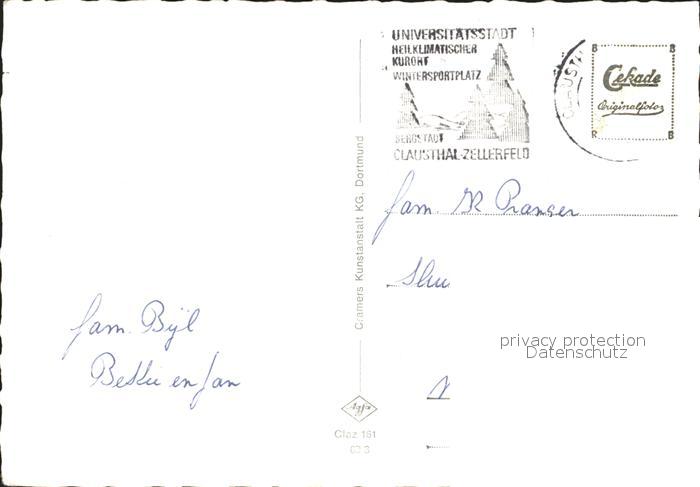 UNIVERSITÄTSSTADT
HEILKLIMATISCHER
KURORT
WINTERSPORTPLATZ
BERGSTADT
CLAUSTHAL-ZELLERFELD
CLAUST
B B
Cekade
Originalfoto
R B
Cramers Kunstanstalt KG, Dortmund
fam. Pranger
privacy protection
Datenschutz
fam. Bijl
en Jan
Agfa
Claz 161